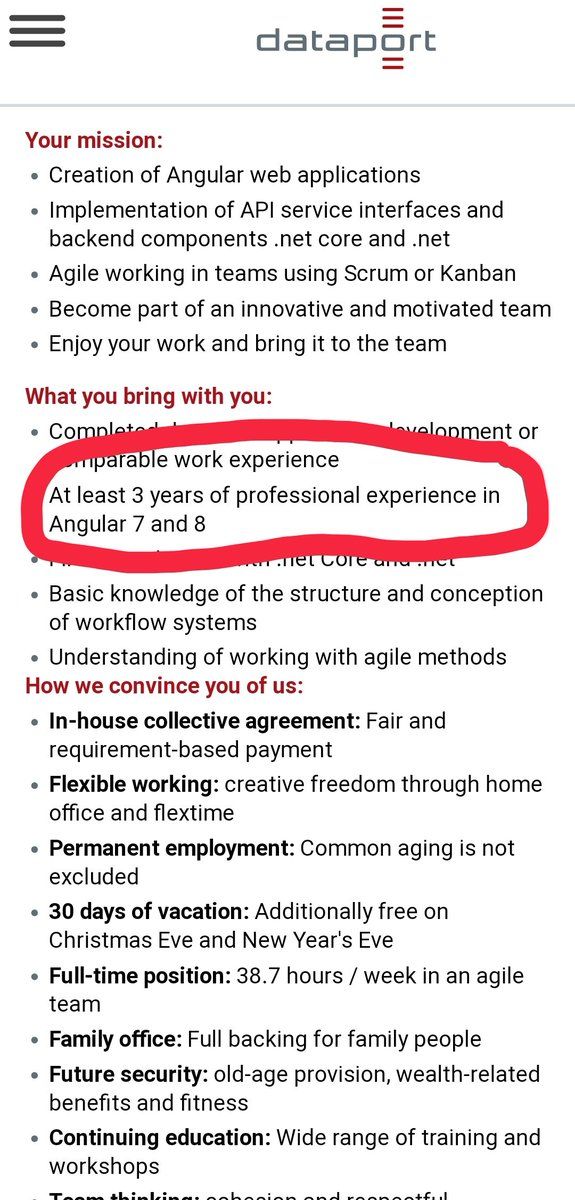 dataport
Your mission:
• Creation of Angular web applications
• Implementation of API service interfaces and
backend components .net core and .net
• Agile working in teams using Scrum or Kanban
• Become part of an innovative and motivated team
• Enjoy your work and bring it to the team
What you bring with you:
• Completed development or
comparable work experience
At least 3 years of professional experience in
Angular 7 and 8
• with .net Core and .net
• Basic knowledge of the structure and conception
of workflow systems
• Understanding of working with agile methods
How we convince you of us:
• In-house collective agreement: Fair and
requirement-based payment
• Flexible working: creative freedom through home
office and flextime
• Permanent employment: Common aging is not
excluded
• 30 days of vacation: Additionally free on
Christmas Eve and New Year's Eve
• Full-time position: 38.7 hours / week in an agile
team
• Family office: Full backing for family people
• Future security: old-age provision, wealth-related
benefits and fitness
• Continuing education: Wide range of training and
workshops
• Team thinking: cohesion and respectful